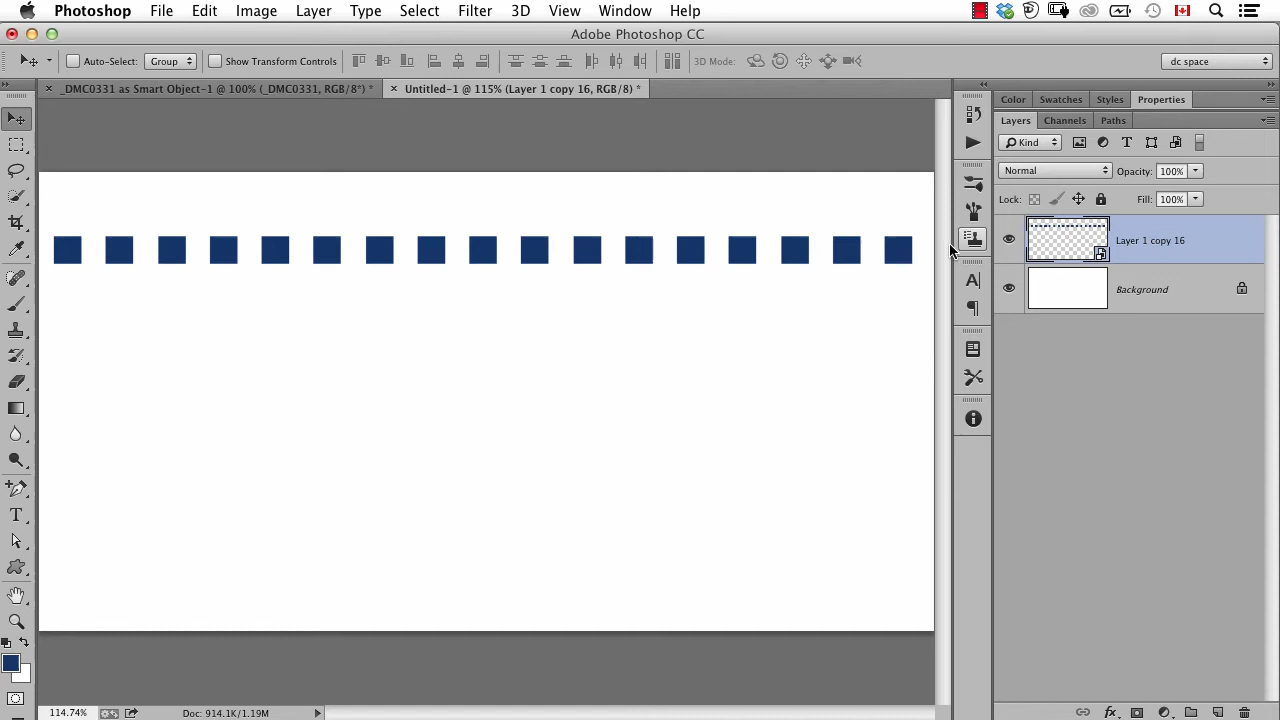 Photoshop File Edit Image Layer Type Select Filter 3D View Window Help
Adobe Photoshop CC
Auto-Select: Group Show Transform Controls 3D Mode: dc space
_DMC0331 as Smart Object-1 @ 100% (_DMC0331, RGB/8*) * Untitled-1 @ 115% (Layer 1 copy 16, RGB/8) *
Color Swatches Styles Properties
Layers Channels Paths
Kind
Normal Opacity: 100%
Lock: Fill: 100%
Layer 1 copy 16
Background
114.74% Doc: 914.1K/1.19M